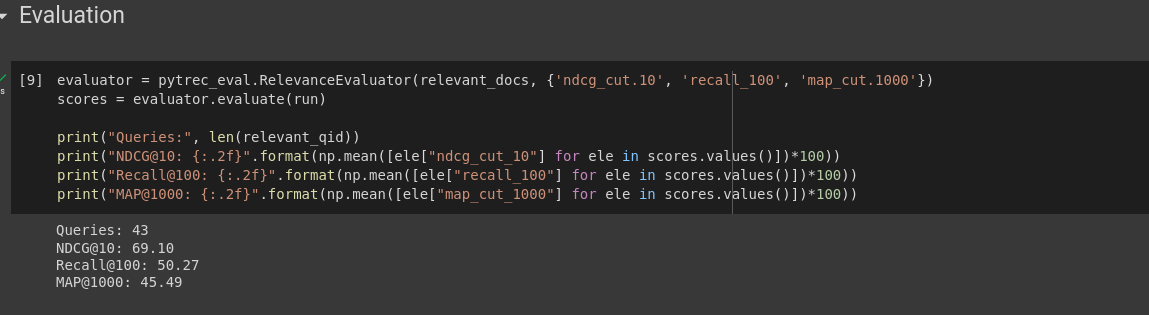 Evaluation
[9] evaluator = pytrec_eval.RelevanceEvaluator(relevant_docs, {'ndcg_cut.10', 'recall_100', 'map_cut.1000'})
scores = evaluator.evaluate(run)
print("Queries:", len(relevant_qid))
print("NDCG@10: {:.2f}".format(np.mean([ele["ndcg_cut_10"] for ele in scores.values()])*100))
print("Recall@100: {:.2f}".format(np.mean([ele["recall_100"] for ele in scores.values()])*100))
print("MAP@1000: {:.2f}".format(np.mean([ele["map_cut_1000"] for ele in scores.values()])*100))
Queries: 43
NDCG@10: 69.10
Recall@100: 50.27
MAP@1000: 45.49